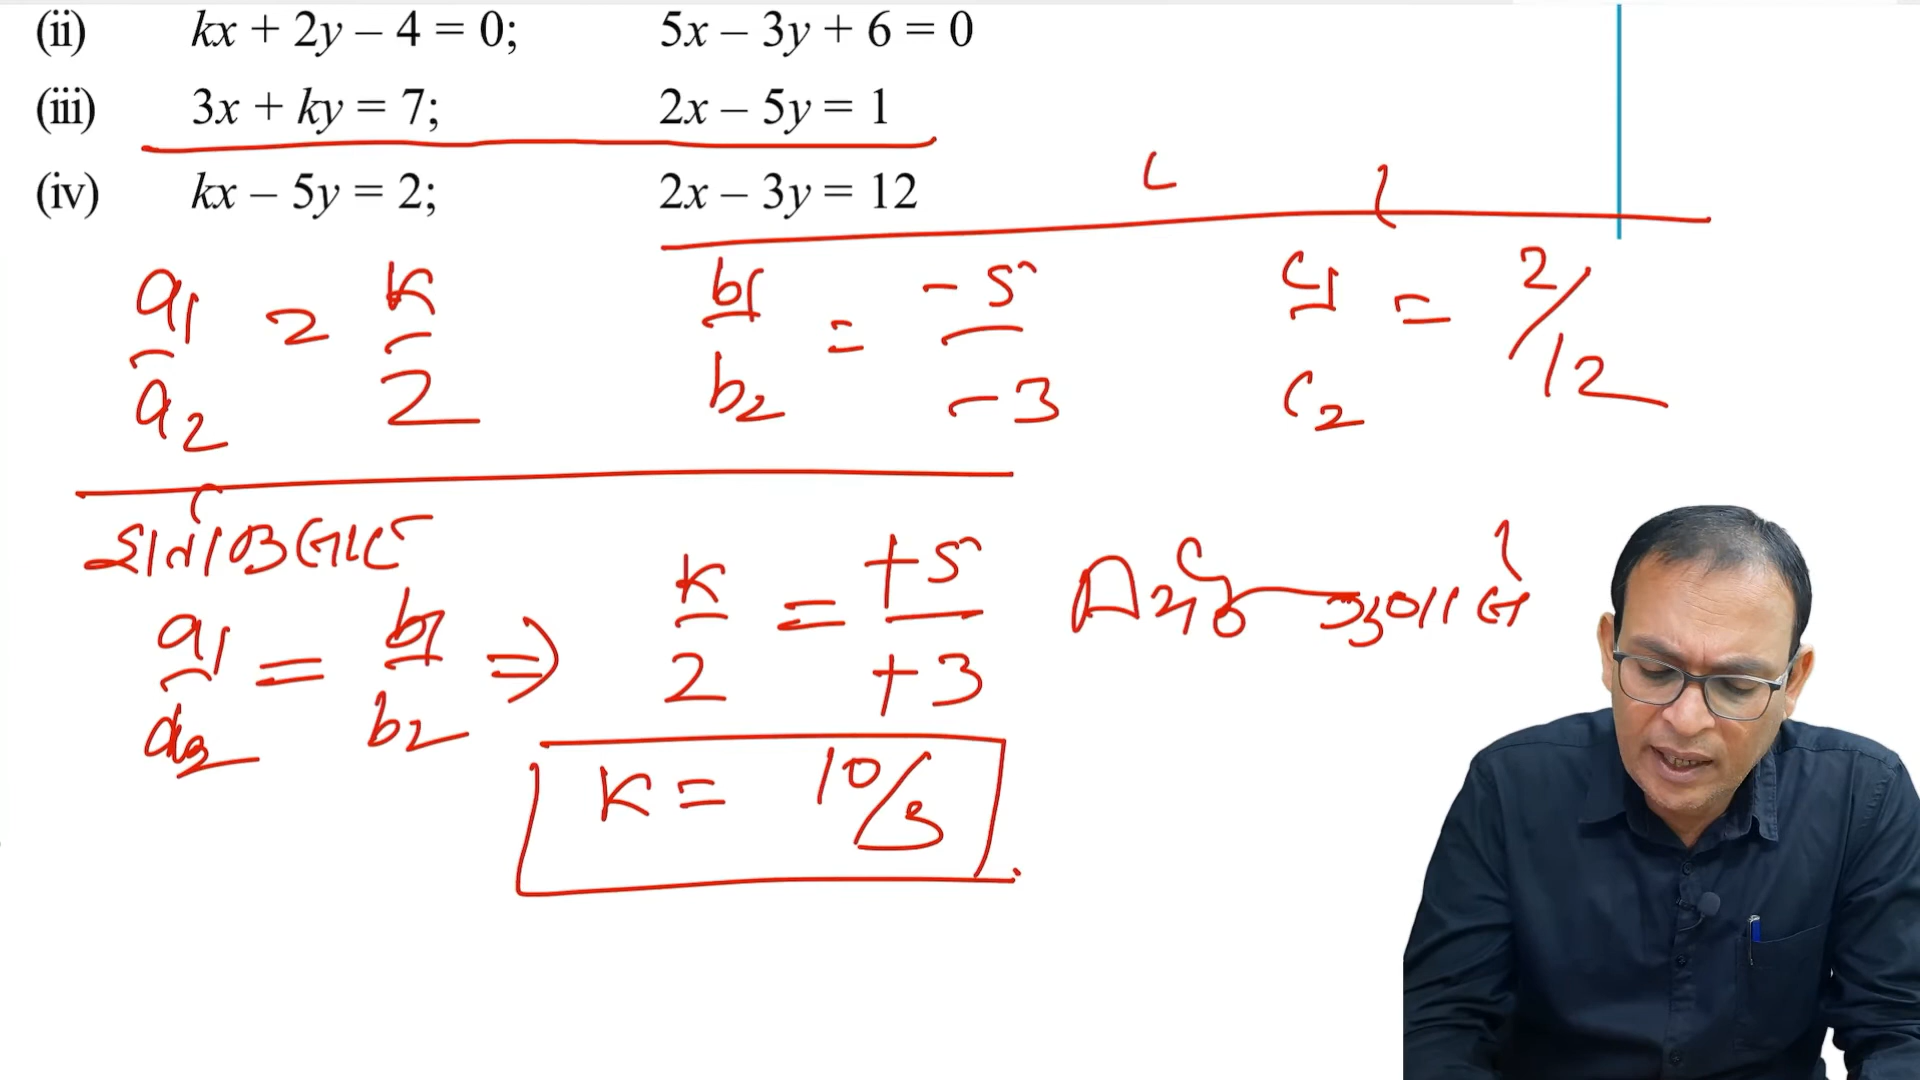 (ii) kx + 2y – 4 = 0; 5x – 3y + 6 = 0
(iii) 3x + ky = 7; 2x – 5y = 1
(iv) kx – 5y = 2; 2x – 3y = 12
a1/a2 = k/2 b1/b2 = -5/-3 c1/c2 = 2/12
a1/a2 = b1/b2 ⇒ k/2 = +5/+3
k = 10/3